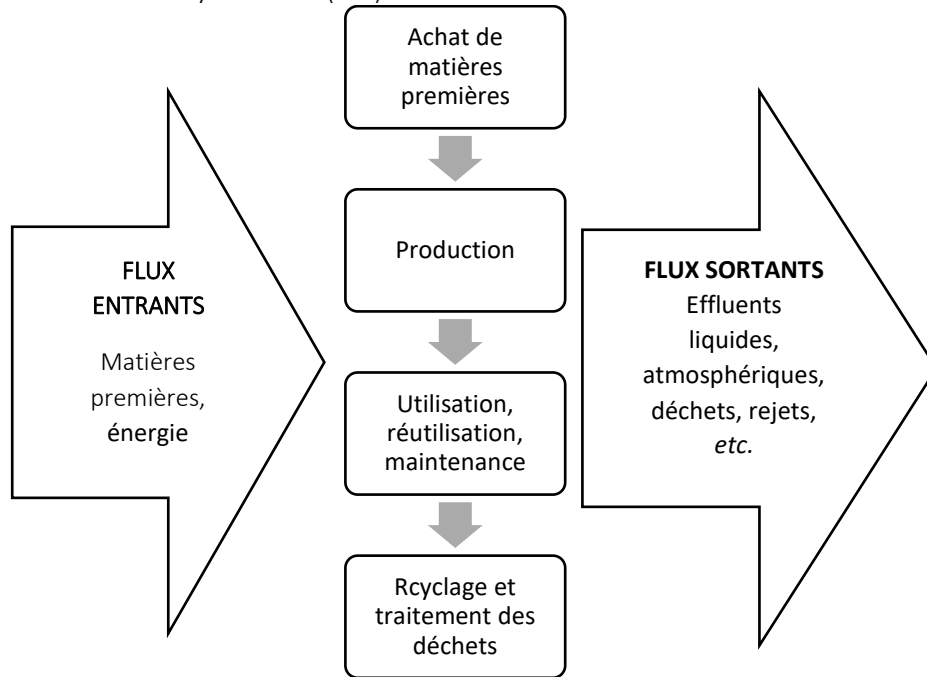 Achat de
matières
premières
FLUX
ENTRANTS
Matières
premières,
énergie
Production
Utilisation,
réutilisation,
maintenance
Rcyclage et
traitement des
déchets
FLUX SORTANTS
Effluents
liquides,
atmosphériques,
déchets, rejets,
etc.